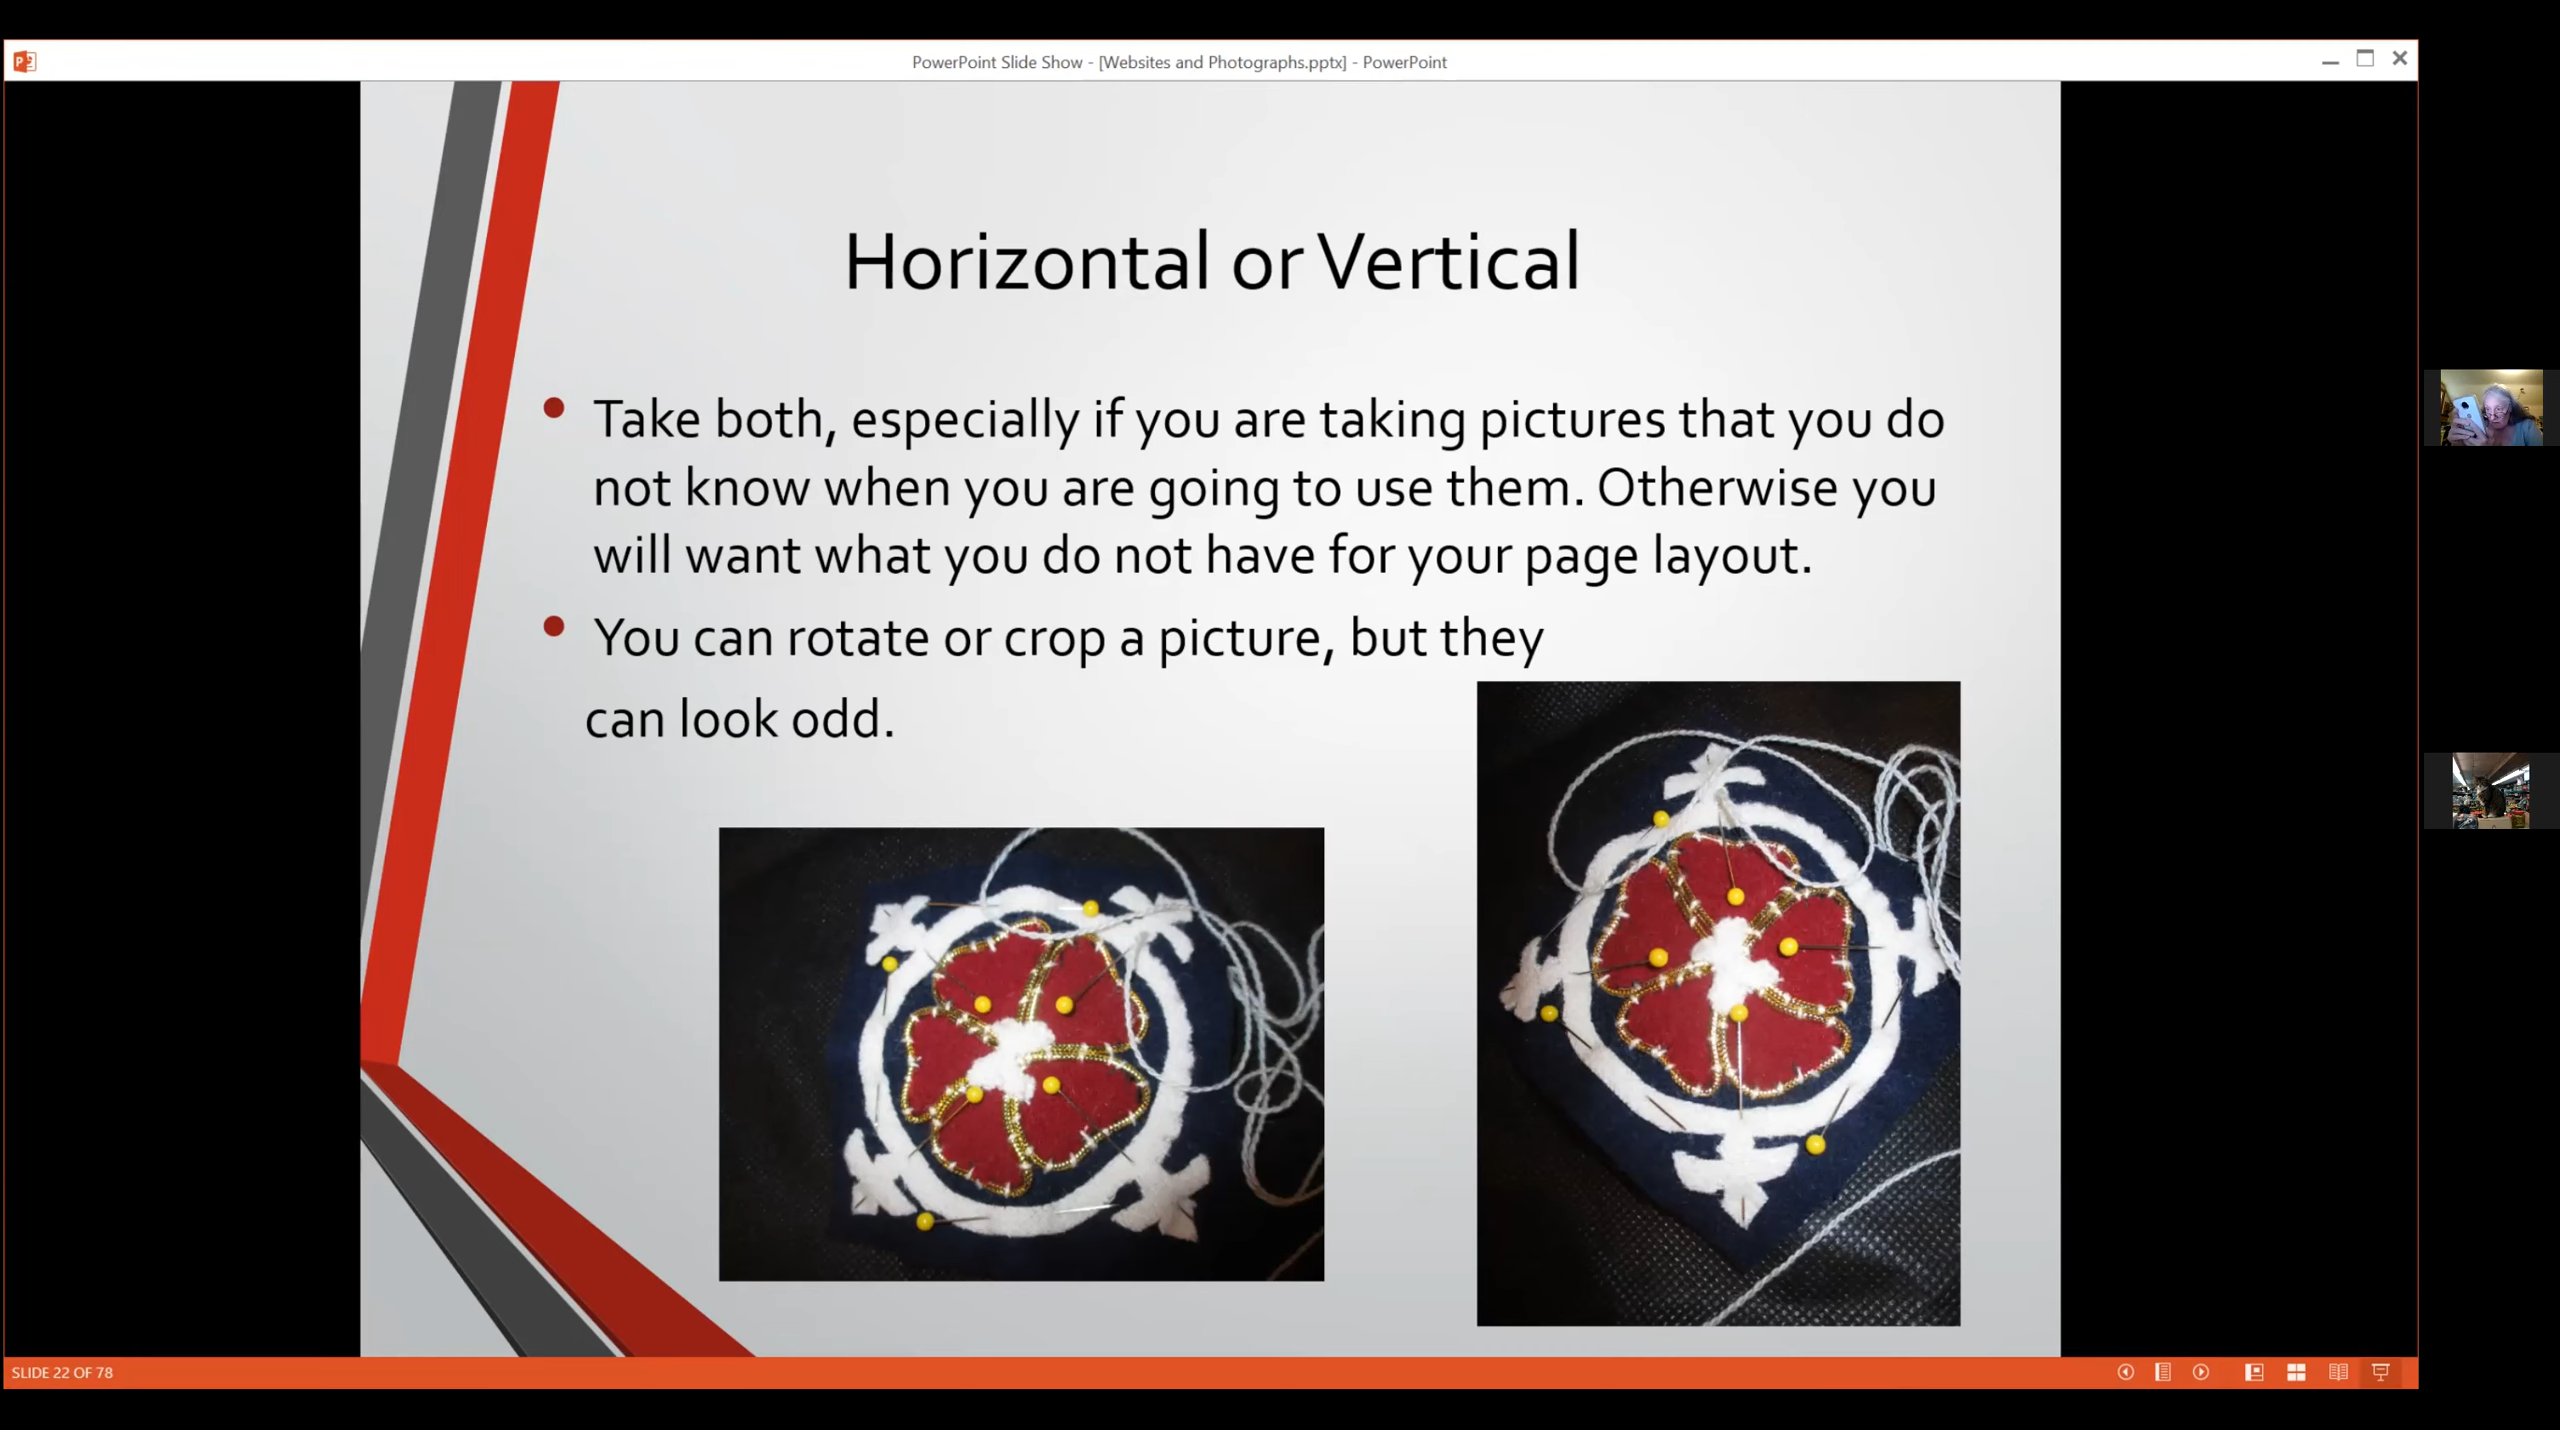 PowerPoint Slide Show - [Websites and Photographs.pptx] - PowerPoint
Horizontal or Vertical
• Take both, especially if you are taking pictures that you do
not know when you are going to use them. Otherwise you
will want what you do not have for your page layout.
• You can rotate or crop a picture, but they
can look odd.
SLIDE 22 OF 78